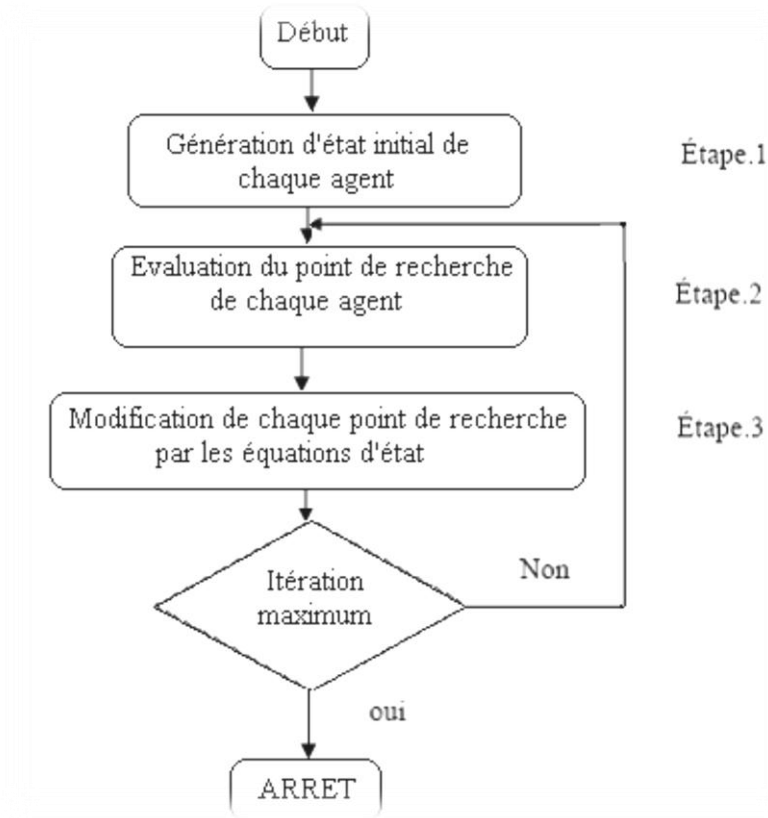 Début
Génération d'état initial de
chaque agent
Étape.1
Evaluation du point de recherche
de chaque agent
Étape.2
Modification de chaque point de recherche
par les équations d'état
Étape.3
Itération
maximum
Non
oui
ARRET